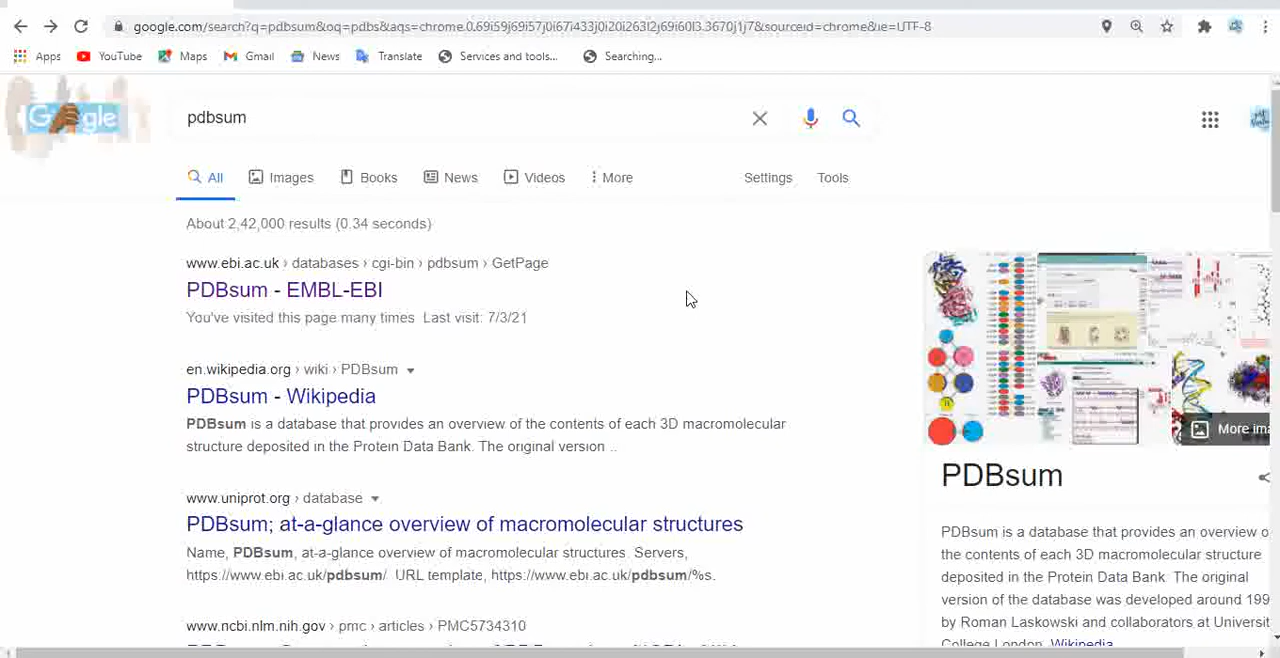 google.com/search?q=pdbsum&oq=pdbs&aqs=chrome.0.69i59j69i57j0i67i433j0i20i263l2j69i60l3.3670j1j7&sourceid=chrome&ie=UTF-8
Apps YouTube Maps Gmail News Translate Services and tools... Searching...
Google pdbsum
All Images Books News Videos More Settings Tools
About 2,42,000 results (0.34 seconds)
www.ebi.ac.uk › databases › cgi-bin › pdbsum › GetPage
PDBsum - EMBL-EBI
You've visited this page many times. Last visit: 7/3/21
en.wikipedia.org › wiki › PDBsum
PDBsum - Wikipedia
PDBsum is a database that provides an overview of the contents of each 3D macromolecular
structure deposited in the Protein Data Bank. The original version ..
www.uniprot.org › database
PDBsum; at-a-glance overview of macromolecular structures
Name, PDBsum, at-a-glance overview of macromolecular structures. Servers,
https://www.ebi.ac.uk/pdbsum/. URL template, https://www.ebi.ac.uk/pdbsum/%s.
www.ncbi.nlm.nih.gov › pmc › articles › PMC5734310
More ima
PDBsum
PDBsum is a database that provides an overview o
the contents of each 3D macromolecular structure
deposited in the Protein Data Bank. The original
version of the database was developed around 199
by Roman Laskowski and collaborators at Universit
College London. Wikipedia